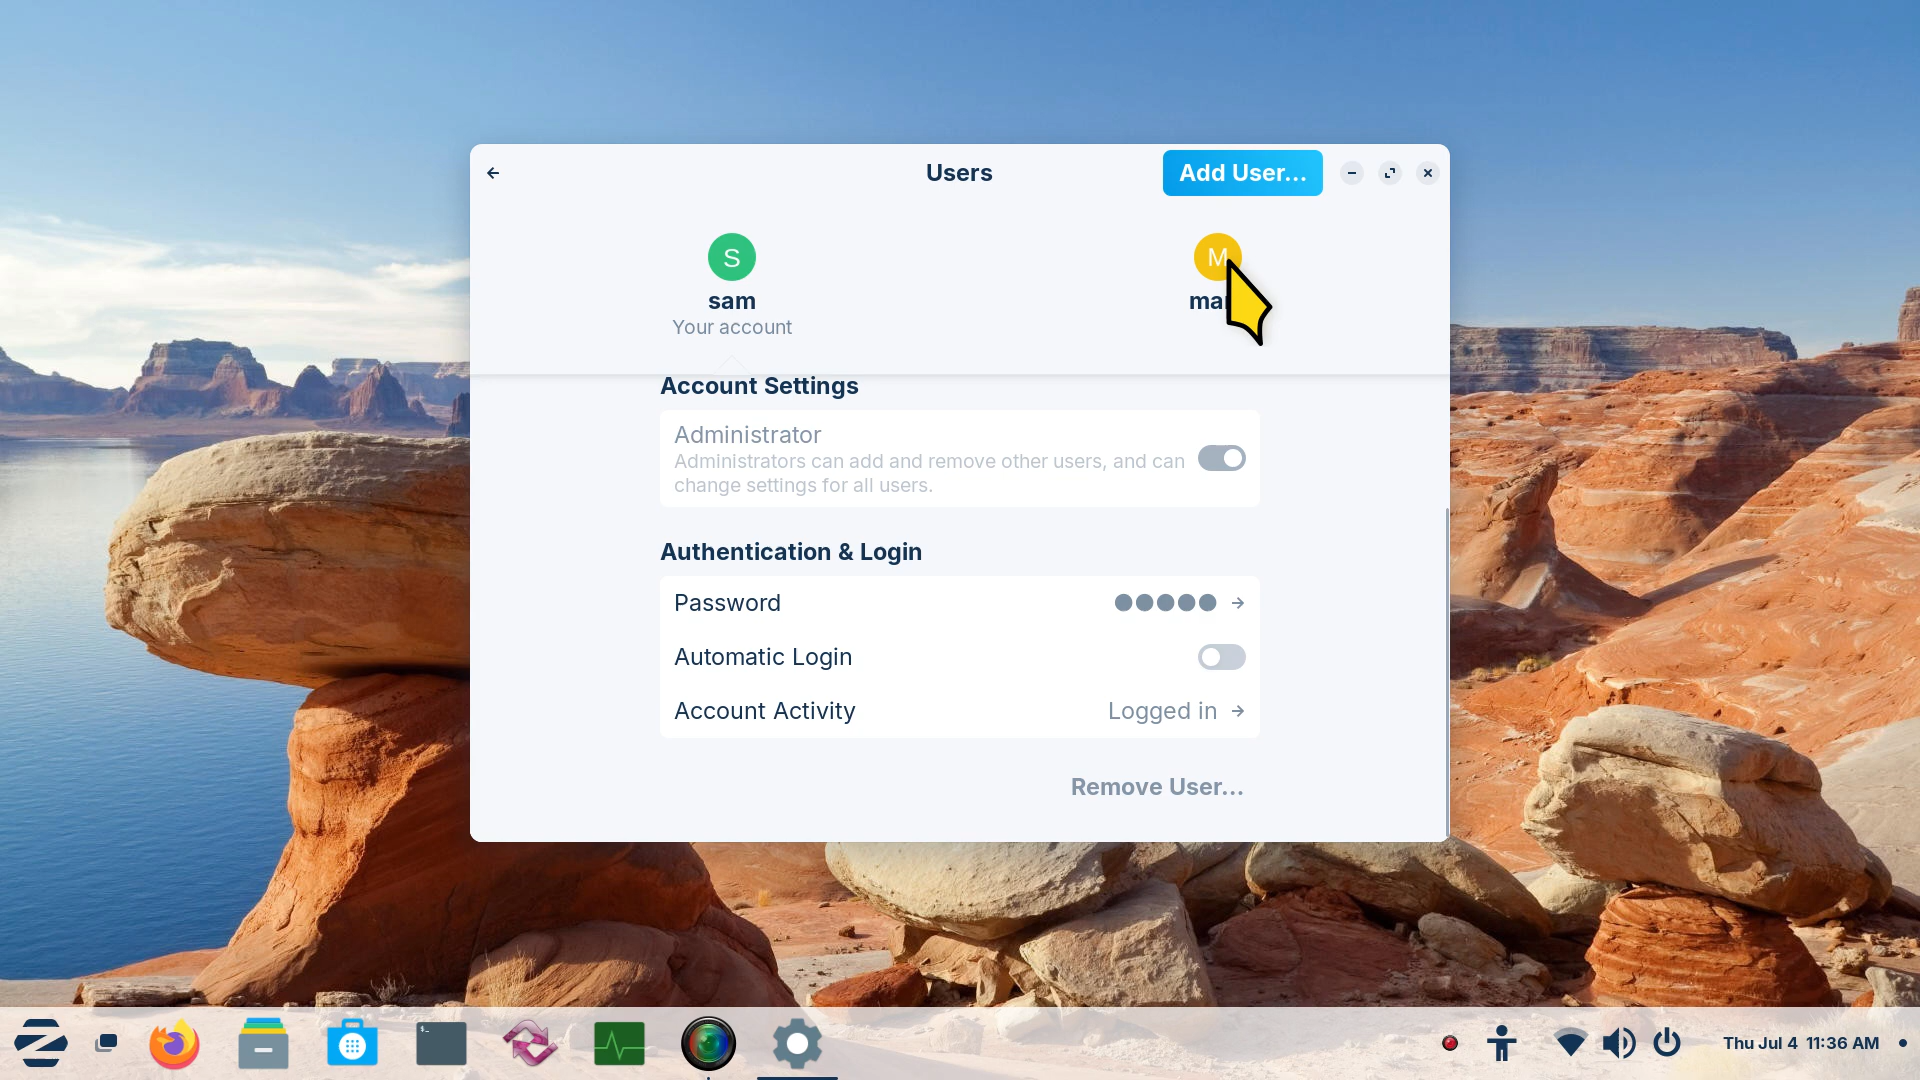 Users
Add User...
S
M
sam
Your account
Account Settings
Administrator
Administrators can add and remove other users, and can
change settings for all users.
Authentication & Login
Password
Automatic Login
Account Activity
Logged in
Remove User...
Thu Jul 4 11:36 AM